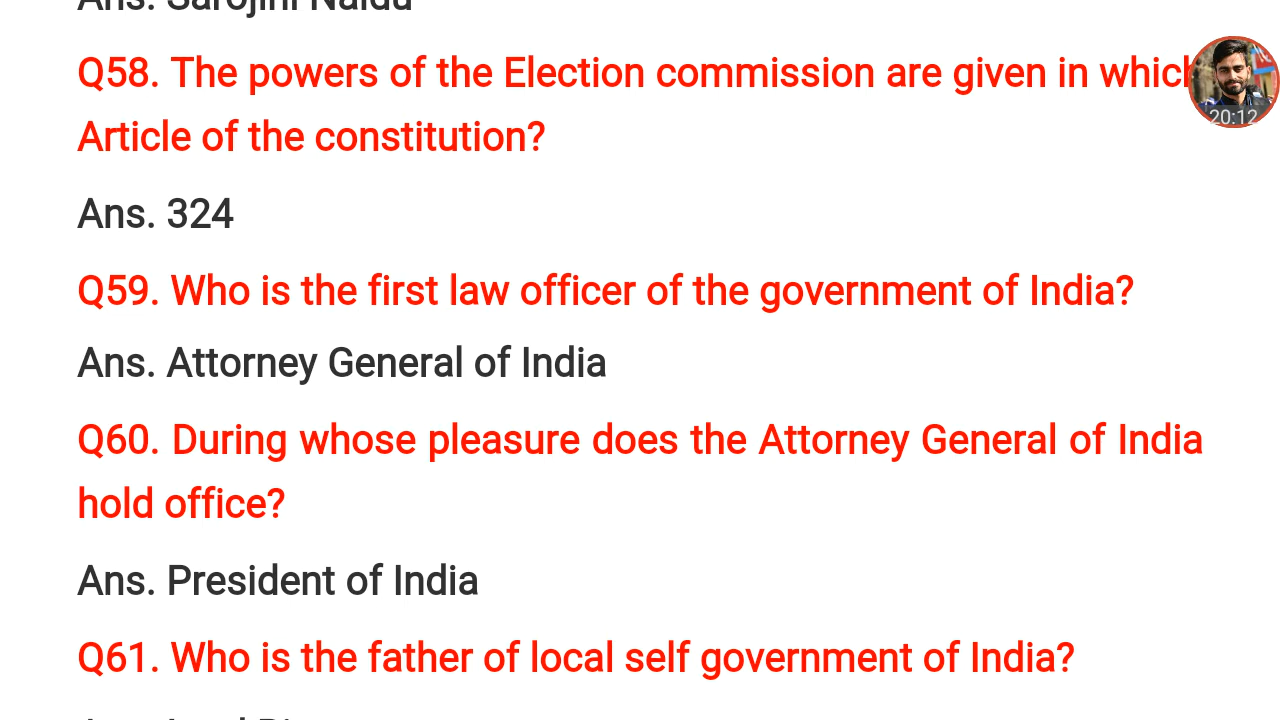 Ans. Sarojini Naidu
Q58. The powers of the Election commission are given in which
20:12
Article of the constitution?
Ans. 324
Q59. Who is the first law officer of the government of India?
Ans. Attorney General of India
Q60. During whose pleasure does the Attorney General of India
hold office?
Ans. President of India
Q61. Who is the father of local self government of India?